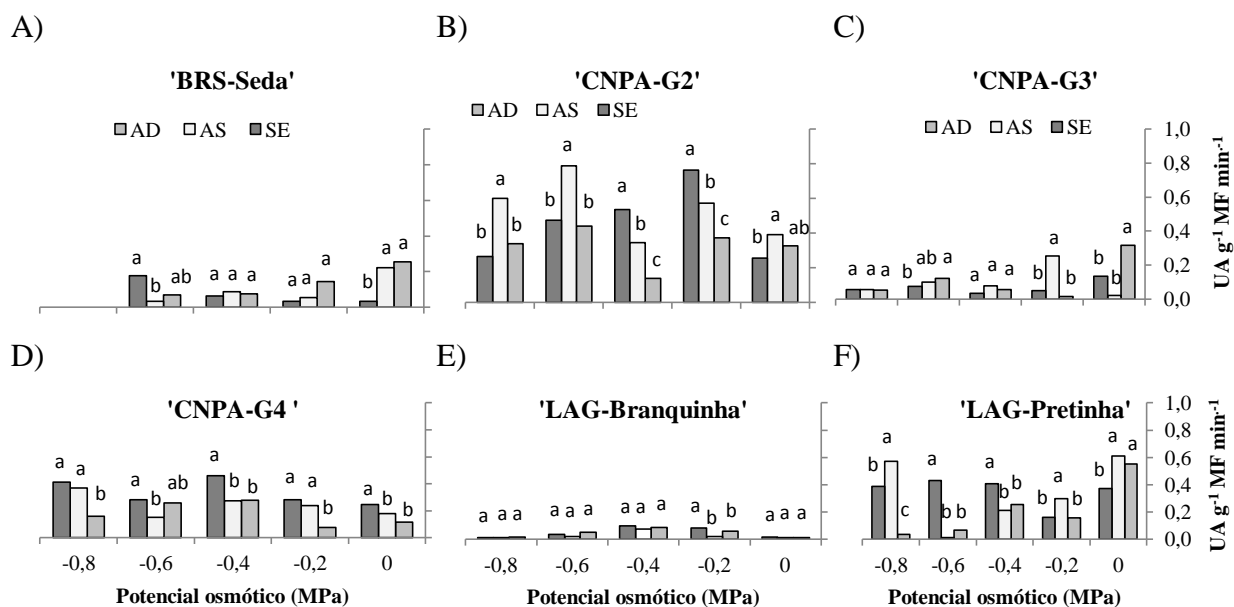 A)
B)
C)
'BRS-Seda'
'CNPA-G2'
'CNPA-G3'
AD AS SE
AD AS SE
AD AS SE
1,0
0,8
0,6
0,4
0,2
0,0
UA g-1 MF min-1
a b ab a a a a a a b a a
b a b b a b a b c a b c b a ab
a a a b ab a a a a b a b b b a
D)
E)
F)
'CNPA-G4 '
'LAG-Branquinha'
'LAG-Pretinha'
1,0
0,8
0,6
0,4
0,2
0,0
UA g-1 MF min-1
a a b a b ab a b b a a b a b b
a a a a a a a a a a b b a a a
b a c a b b a b b b a b b a a
-0,8 -0,6 -0,4 -0,2 0
-0,8 -0,6 -0,4 -0,2 0
-0,8 -0,6 -0,4 -0,2 0
Potencial osmótico (MPa)
Potencial osmótico (MPa)
Potencial osmótico (MPa)